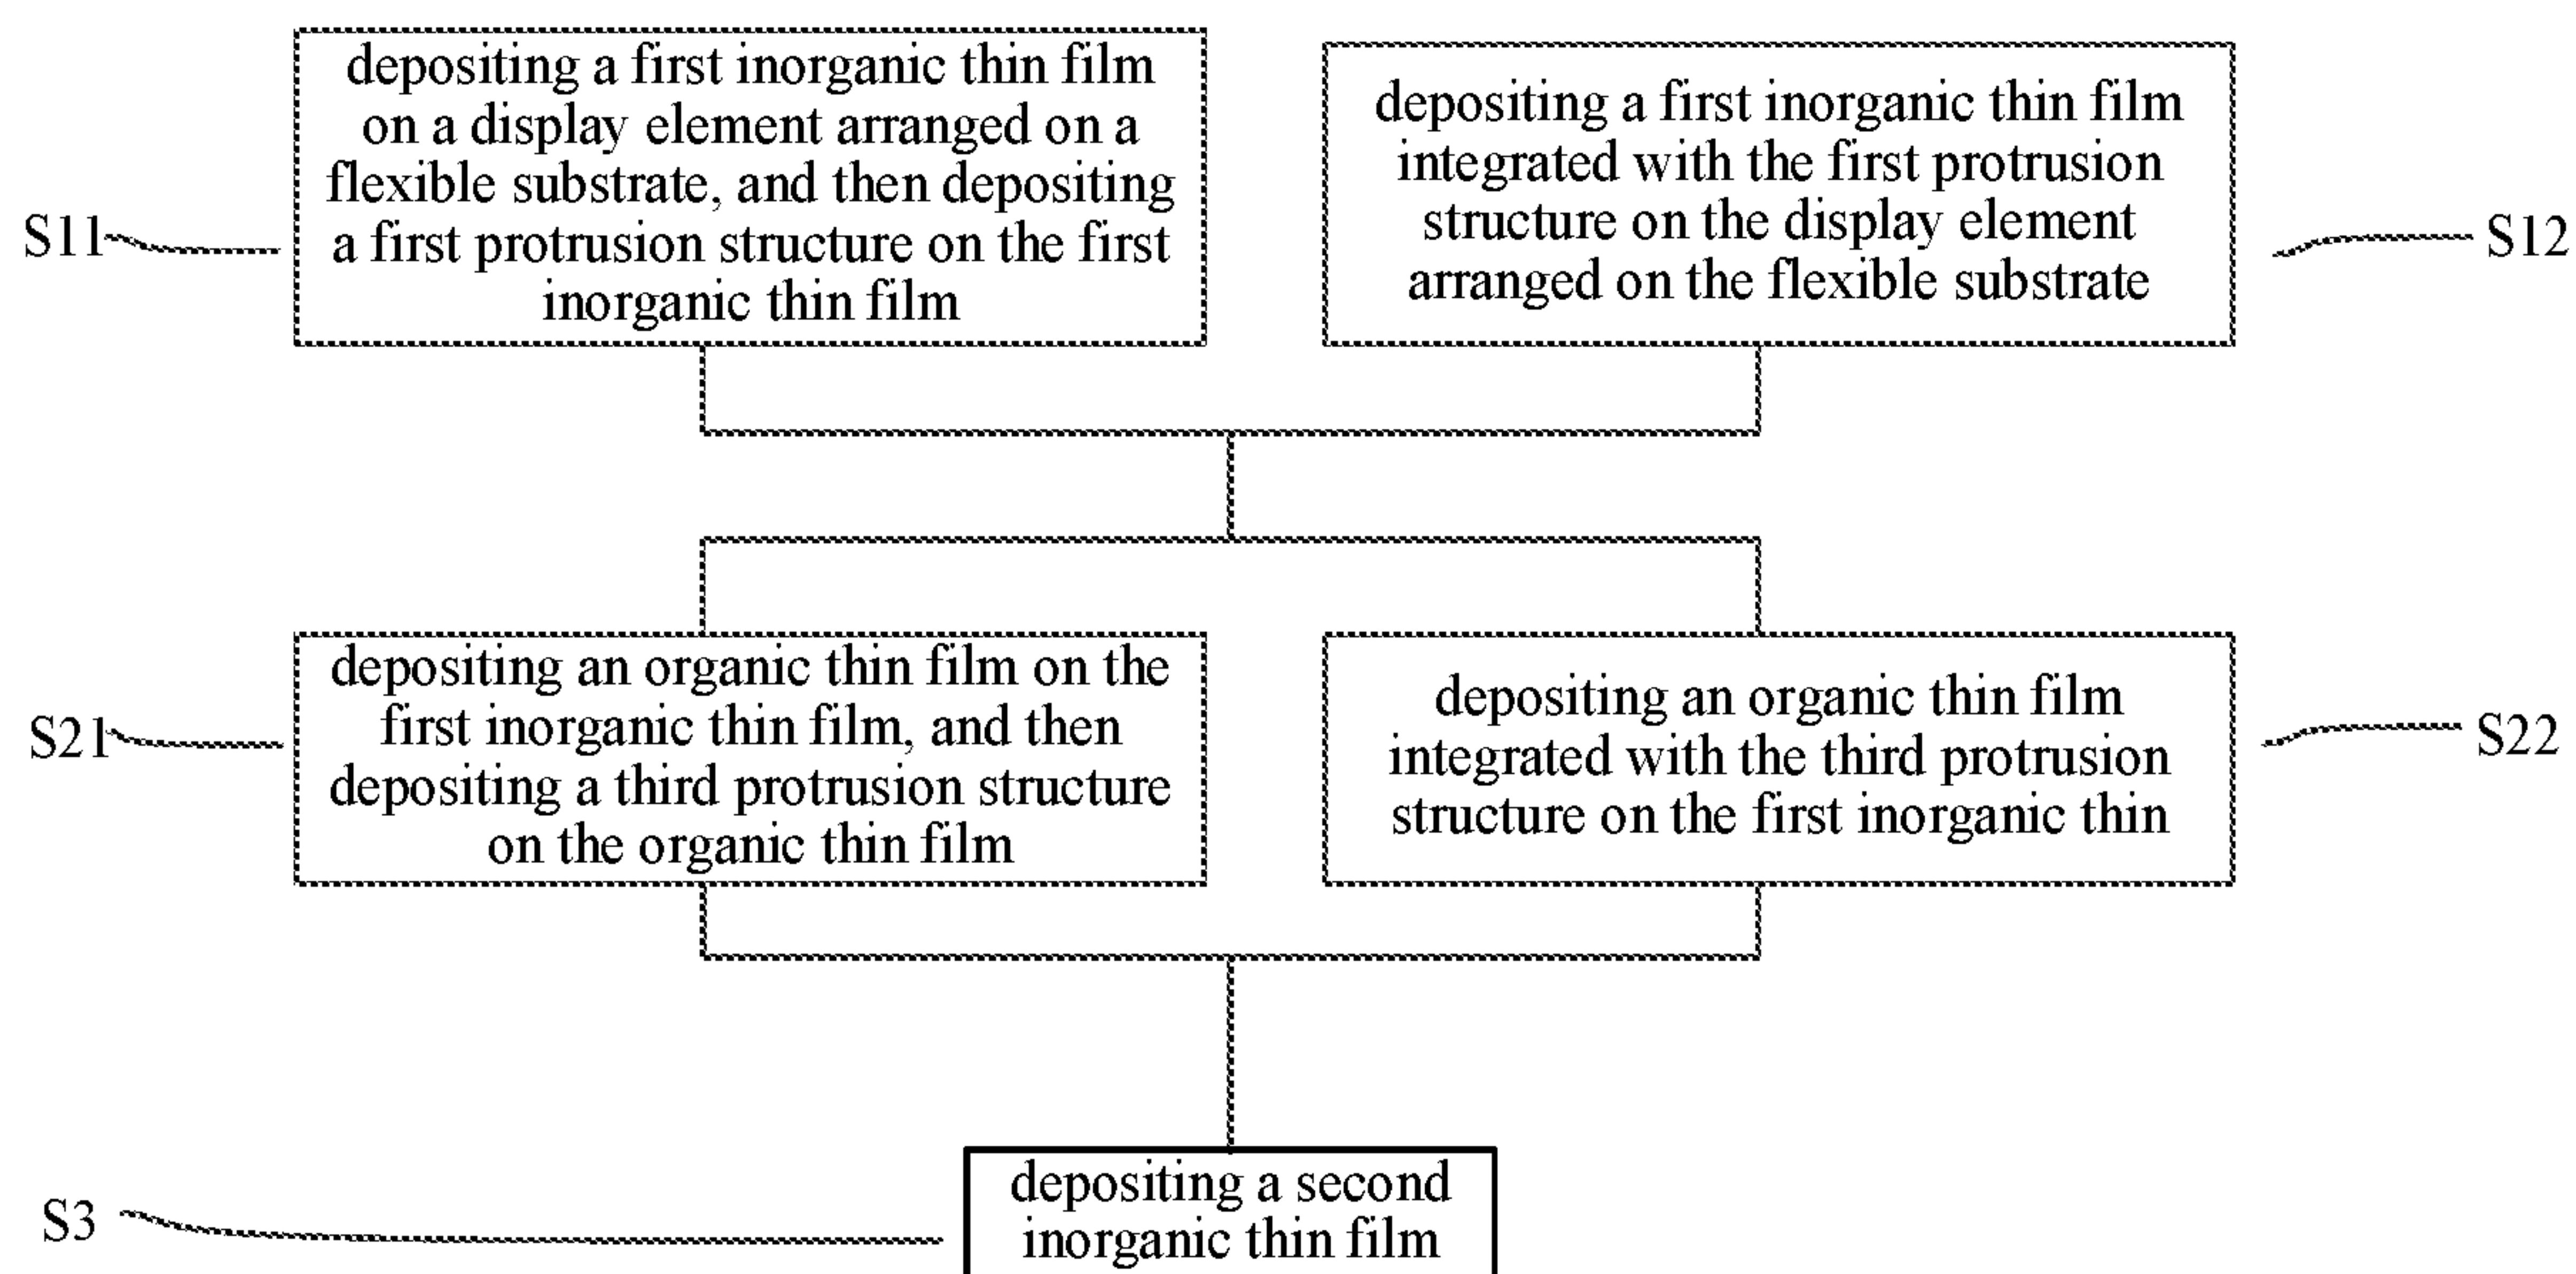 depositing a first inorganic thin film
on a display element arranged on a
flexible substrate, and then depositing
a first protrusion structure on the first
inorganic thin film
S11
depositing a first inorganic thin film
integrated with the first protrusion
structure on the display element
arranged on the flexible substrate
S12
depositing an organic thin film on the
first inorganic thin film, and then
depositing a third protrusion structure
on the organic thin film
S21
depositing an organic thin film
integrated with the third protrusion
structure on the first inorganic thin
S22
depositing a second
inorganic thin film
S3